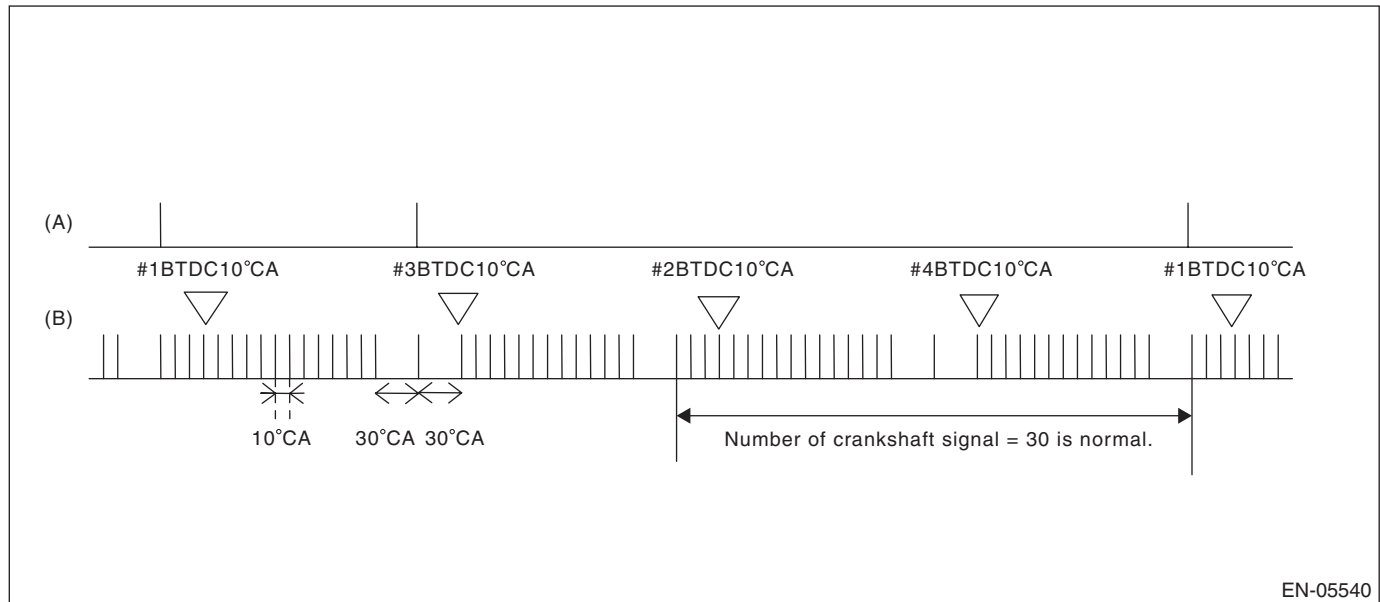 (A)
#1BTDC10°CA #3BTDC10°CA #2BTDC10°CA #4BTDC10°CA #1BTDC10°CA
(B)
10°CA 30°CA 30°CA Number of crankshaft signal = 30 is normal.
EN-05540